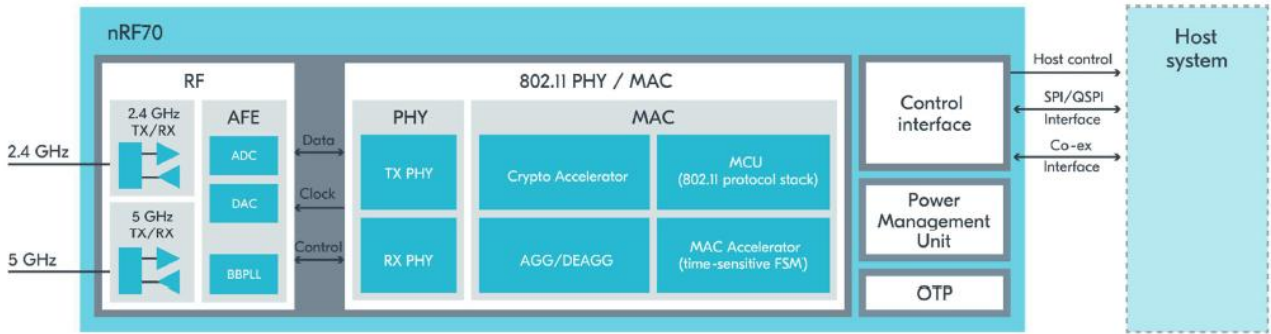 nRF70
RF
2.4 GHz
TX/RX
5 GHz
TX/RX
AFE
ADC
DAC
BBPLL
2.4 GHz
5 GHz
Data
Clock
Control
802.11 PHY / MAC
PHY
TX PHY
RX PHY
MAC
Crypto Accelerator
MCU
(802.11 protocol stack)
AGG/DEAGG
MAC Accelerator
(time-sensitive FSM)
Control
interface
Power
Management
Unit
OTP
Host control
SPI/QSPI
Interface
Co-ex
Interface
Host
system